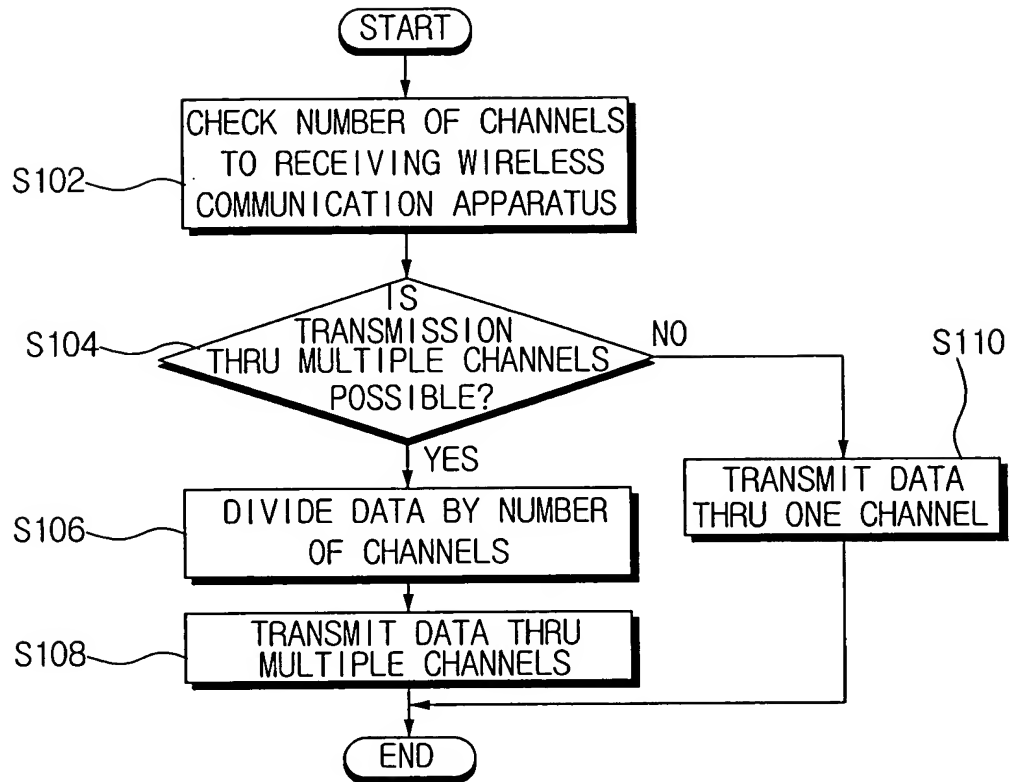 START
CHECK NUMBER OF CHANNELS
TO RECEIVING WIRELESS
COMMUNICATION APPARATUS
S102
IS
TRANSMISSION
THRU MULTIPLE CHANNELS
POSSIBLE?
S104
NO
S110
YES
TRANSMIT DATA
THRU ONE CHANNEL
DIVIDE DATA BY NUMBER
OF CHANNELS
S106
TRANSMIT DATA THRU
MULTIPLE CHANNELS
S108
END